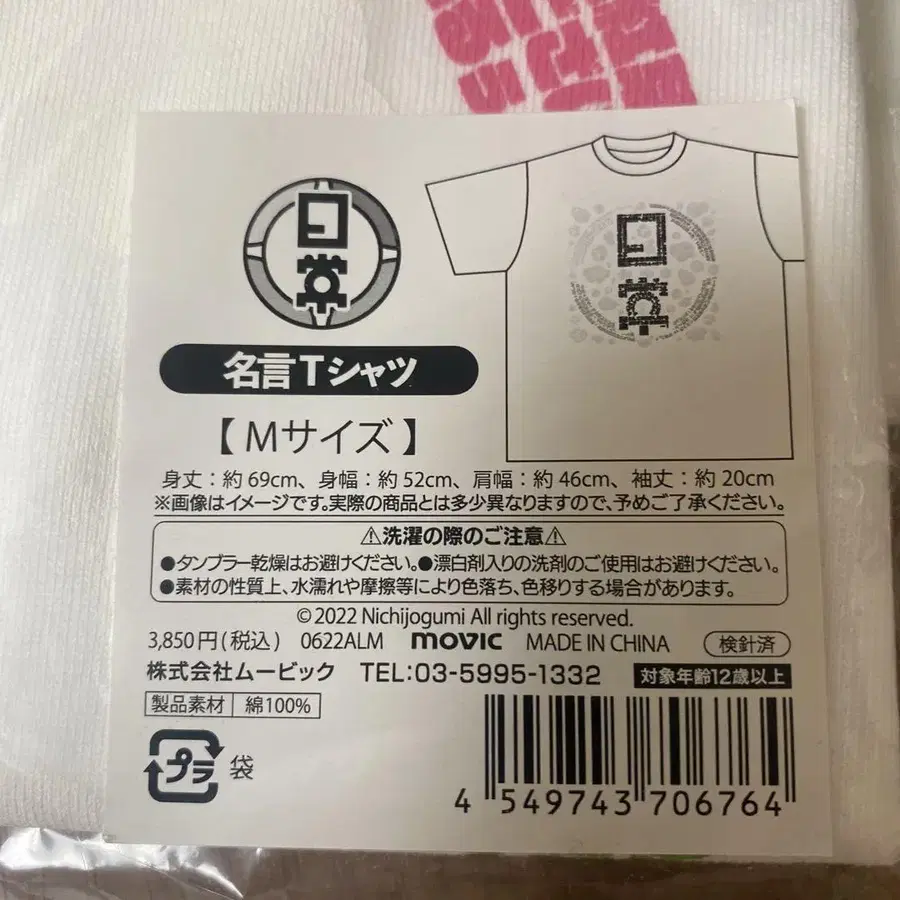 日常
日常
名言Tシャツ
【Mサイズ】
身丈：約69cm、身幅：約52cm、肩幅：約46cm、袖丈：約20cm
※画像はイメージです。実際の商品とは多少異なりますので、予めご了承ください。
⚠洗濯の際のご注意⚠
●タンブラー乾燥はお避けください。●漂白剤入りの洗剤のご使用はお避けください。
●素材の性質上、水濡れや摩擦等により色落ち、色移りする場合があります。
©2022 Nichijogumi All rights reserved.
3,850円(税込) 0622ALM movic MADE IN CHINA 検針済
株式会社ムービック TEL:03-5995-1332 対象年齢12歳以上
製品素材 綿100%
プラ 袋
4 549743 706764